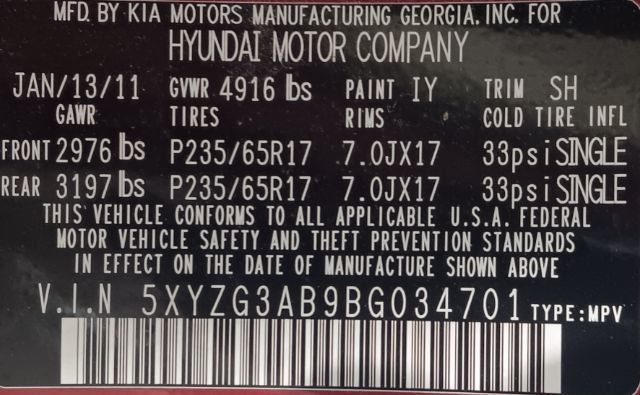 MFD. BY KIA MOTORS MANUFACTURING GEORGIA. INC. FOR
HYUNDAI MOTOR COMPANY
JAN/13/11 GVWR 4916 lbs PAINT IY TRIM SH
GAWR TIRES RIMS COLD TIRE INFL
FRONT 2976 lbs P235/65R17 7.0JX17 33psi SINGLE
REAR 3197 lbs P235/65R17 7.0JX17 33psi SINGLE
THIS VEHICLE CONFORMS TO ALL APPLICABLE U.S.A. FEDERAL
MOTOR VEHICLE SAFETY AND THEFT PREVENTION STANDARDS
IN EFFECT ON THE DATE OF MANUFACTURE SHOWN ABOVE
V.I.N 5XYZG3AB9BG034701 TYPE:MPV